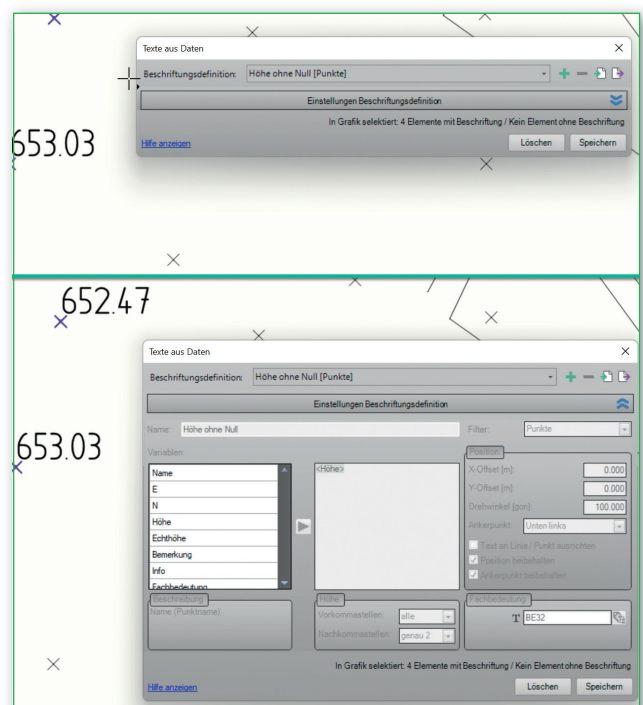 Texte aus Daten
Beschriftungsdefinition: Höhe ohne Null [Punkte]
Einstellungen Beschriftungsdefinition
In Grafik selektiert: 4 Elemente mit Beschriftung / Kein Element ohne Beschriftung
Hilfe anzeigen Löschen Speichern
653.03
652.47
653.03
Texte aus Daten
Beschriftungsdefinition: Höhe ohne Null [Punkte]
Einstellungen Beschriftungsdefinition
Name: Höhe ohne Null
Filter: Punkte
Variablen:
Name
E
N
Höhe
Echthöhe
Bemerkung
Info
Fachbedeutung
<Höhe>
Position
X-Offset [m]: 0.000
Y-Offset [m]: 0.000
Drehwinkel [gon]: 100.000
Ankerpunkt: Unten links
Text an Linie / Punkt ausrichten
Position beibehalten
Ankerpunkt beibehalten
Beschreibung
Name (Punktname)
Höhe
Vorkommastellen: alle
Nachkommastellen: genau 2
Fachbedeutung
T BE32
In Grafik selektiert: 4 Elemente mit Beschriftung / Kein Element ohne Beschriftung
Hilfe anzeigen Löschen Speichern